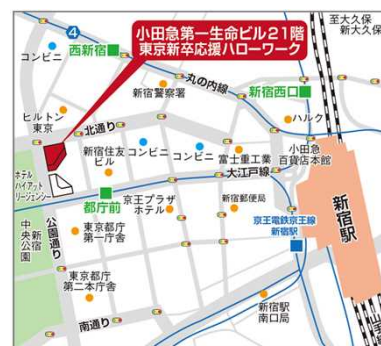 小田急第一生命ビル21階
東京新卒応援ハローワーク
至大久保
新大久保
4
コンビニ
西新宿
丸の内線
新宿警察署
新宿西口
ヒルトン
東京
北通り
ハルク
新宿住友
ビル
コンビニ
コンビニ
富士重工業
小田急
百貨店本館
大江戸線
ホテル
ハイアット
リージェンシー
都庁前
京王プラザ
ホテル
新宿郵便局
新宿駅
公園通り
新宿
中央公園
東京都庁
第一庁舎
京王電鉄京王線
新宿駅
東京都庁
第二本庁舎
新宿駅
南口局
南通り
山手